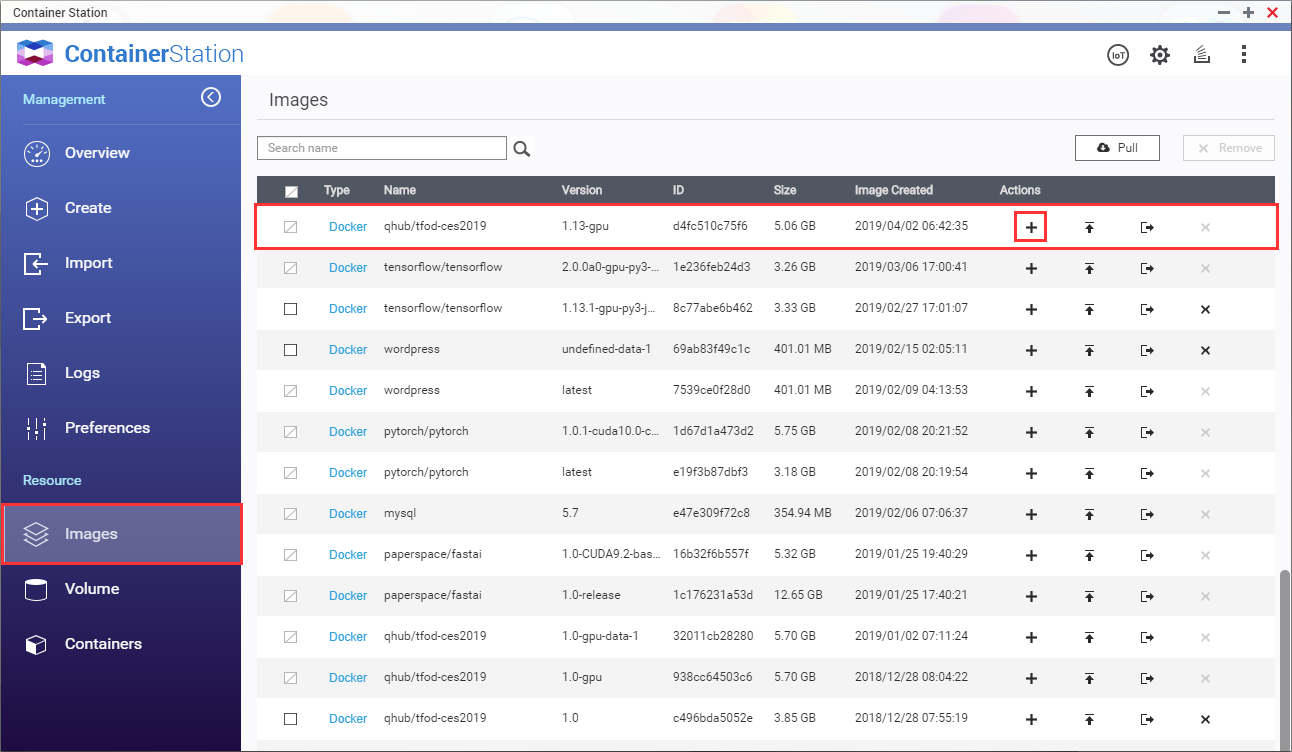 Container Station
ContainerStation
IoT
Management
Overview
Create
Import
Export
Logs
Preferences
Resource
Images
Volume
Containers
Images
Search name
Pull
Remove
Type Name Version ID Size Image Created Actions
Docker qhub/tfod-ces2019 1.13-gpu d4fc510c75f6 5.06 GB 2019/04/02 06:42:35
Docker tensorflow/tensorflow 2.0.0a0-gpu-py3-... 1e236feb24d3 3.26 GB 2019/03/06 17:00:41
Docker tensorflow/tensorflow 1.13.1-gpu-py3-j... 8c77abe6b462 3.33 GB 2019/02/27 17:01:07
Docker wordpress undefined-data-1 69ab83f49c1c 401.01 MB 2019/02/15 02:05:11
Docker wordpress latest 7539ce0f28d0 401.01 MB 2019/02/09 04:13:53
Docker pytorch/pytorch 1.0.1-cuda10.0-c... 1d67d1a473d2 5.75 GB 2019/02/08 20:21:52
Docker pytorch/pytorch latest e19f3b87dbf3 3.18 GB 2019/02/08 20:19:54
Docker mysql 5.7 e47e309f72c8 354.94 MB 2019/02/06 07:06:37
Docker paperspace/fastai 1.0-CUDA9.2-bas... 16b32f6b557f 5.32 GB 2019/01/25 19:40:29
Docker paperspace/fastai 1.0-release 1c176231a53d 12.65 GB 2019/01/25 17:40:21
Docker qhub/tfod-ces2019 1.0-gpu-data-1 32011cb28280 5.70 GB 2019/01/02 07:11:24
Docker qhub/tfod-ces2019 1.0-gpu 938cc64503c6 5.70 GB 2018/12/28 08:04:22
Docker qhub/tfod-ces2019 1.0 c496bda5052e 3.85 GB 2018/12/28 07:55:19